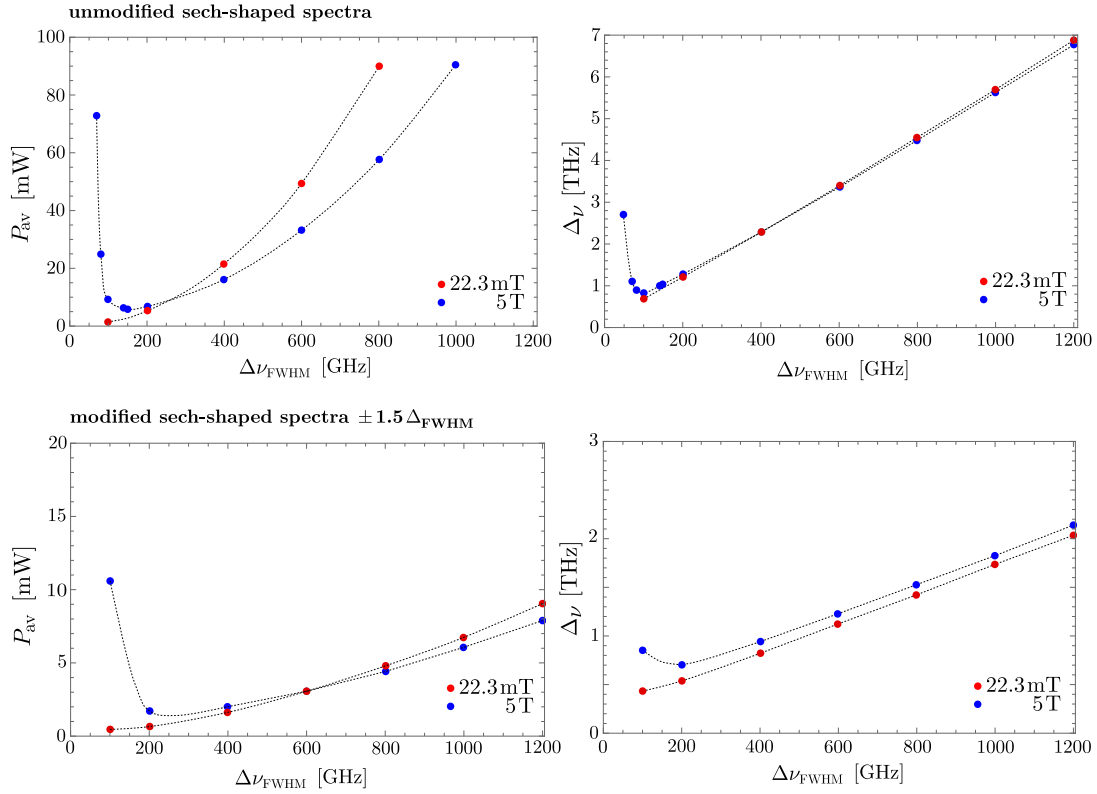 unmodified sech-shaped spectra
100
80
60
40
20
0
P_av [mW]
22.3 mT
5 T
0 200 400 600 800 1000 1200
Δν_FWHM [GHz]
7
6
5
4
3
2
1
0
Δν [THz]
22.3 mT
5 T
0 200 400 600 800 1000 1200
Δν_FWHM [GHz]
modified sech-shaped spectra ± 1.5 Δ_FWHM
20
15
10
5
0
P_av [mW]
22.3 mT
5 T
0 200 400 600 800 1000 1200
Δν_FWHM [GHz]
3
2
1
0
Δν [THz]
22.3 mT
5 T
0 200 400 600 800 1000 1200
Δν_FWHM [GHz]